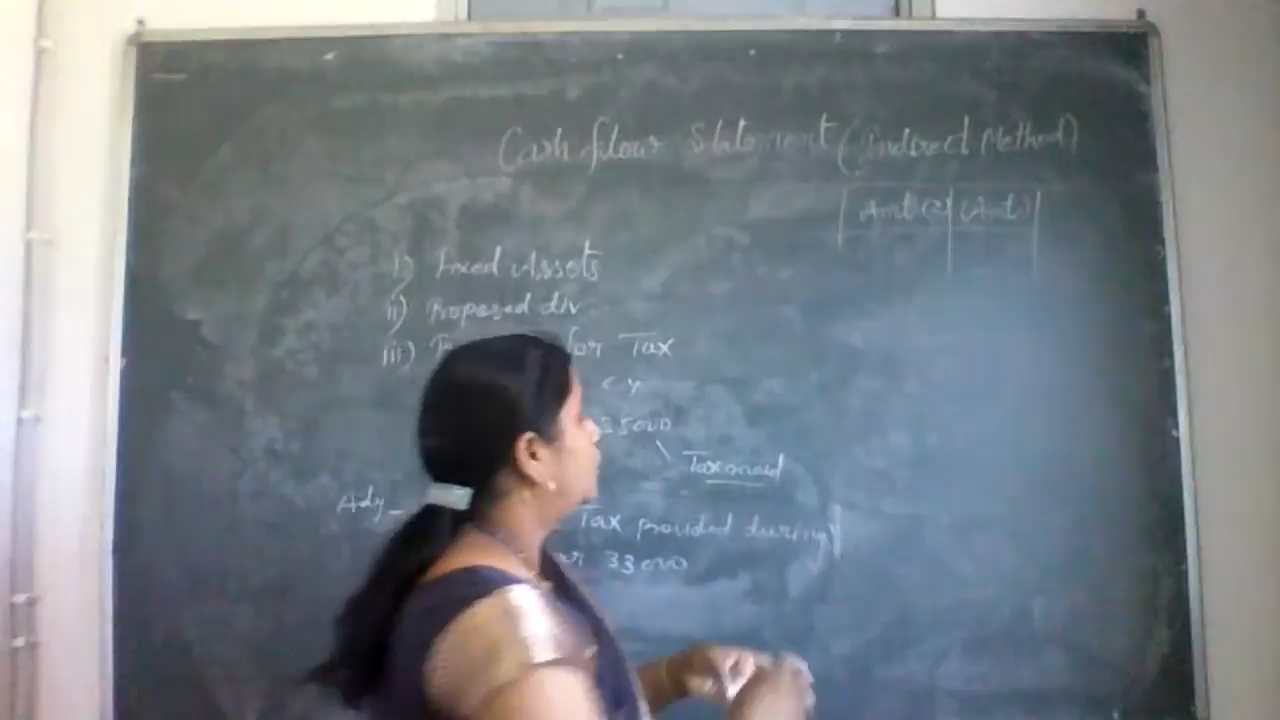 Cash flow Statement (Indirect Method)
Amt (₹) (Amt)
i) Fixed Assets
ii) Proposed div.
iii) for Tax
cy
Tax paid
Adj -
Tax provided during
33000